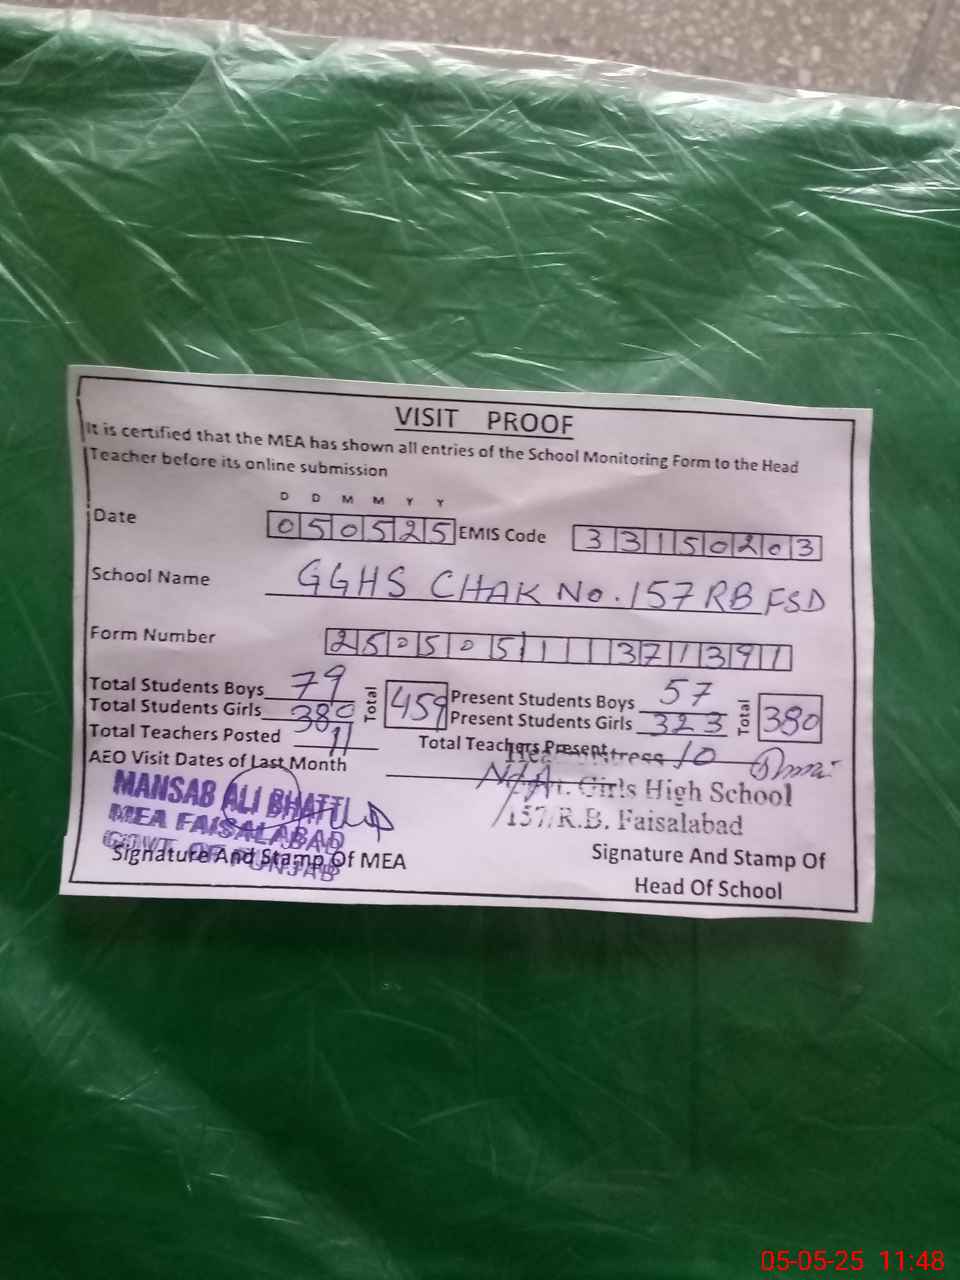 VISIT PROOF
It is certified that the MEA has shown all entries of the School Monitoring Form to the Head
Teacher before its online submission
D D M M Y Y
Date 050525 EMIS Code 33150203
School Name GGHS CHAK No. 157 RB FSD
Form Number 250505111371391
Total Students Boys 79 Total 459 Present Students Boys 57 Total 380
Total Students Girls 380 Present Students Girls 323
Total Teachers Posted 11 Total Teachers Present 10
AEO Visit Dates of Last Month N/A
Headmistress
Govt. Girls High School
157/R.B. Faisalabad
MANSAB ALI BHATTI
MEA FAISALABAD
GOVT OF PUNJAB
Signature And Stamp Of MEA
Signature And Stamp Of
Head Of School
05-05-25 11:48